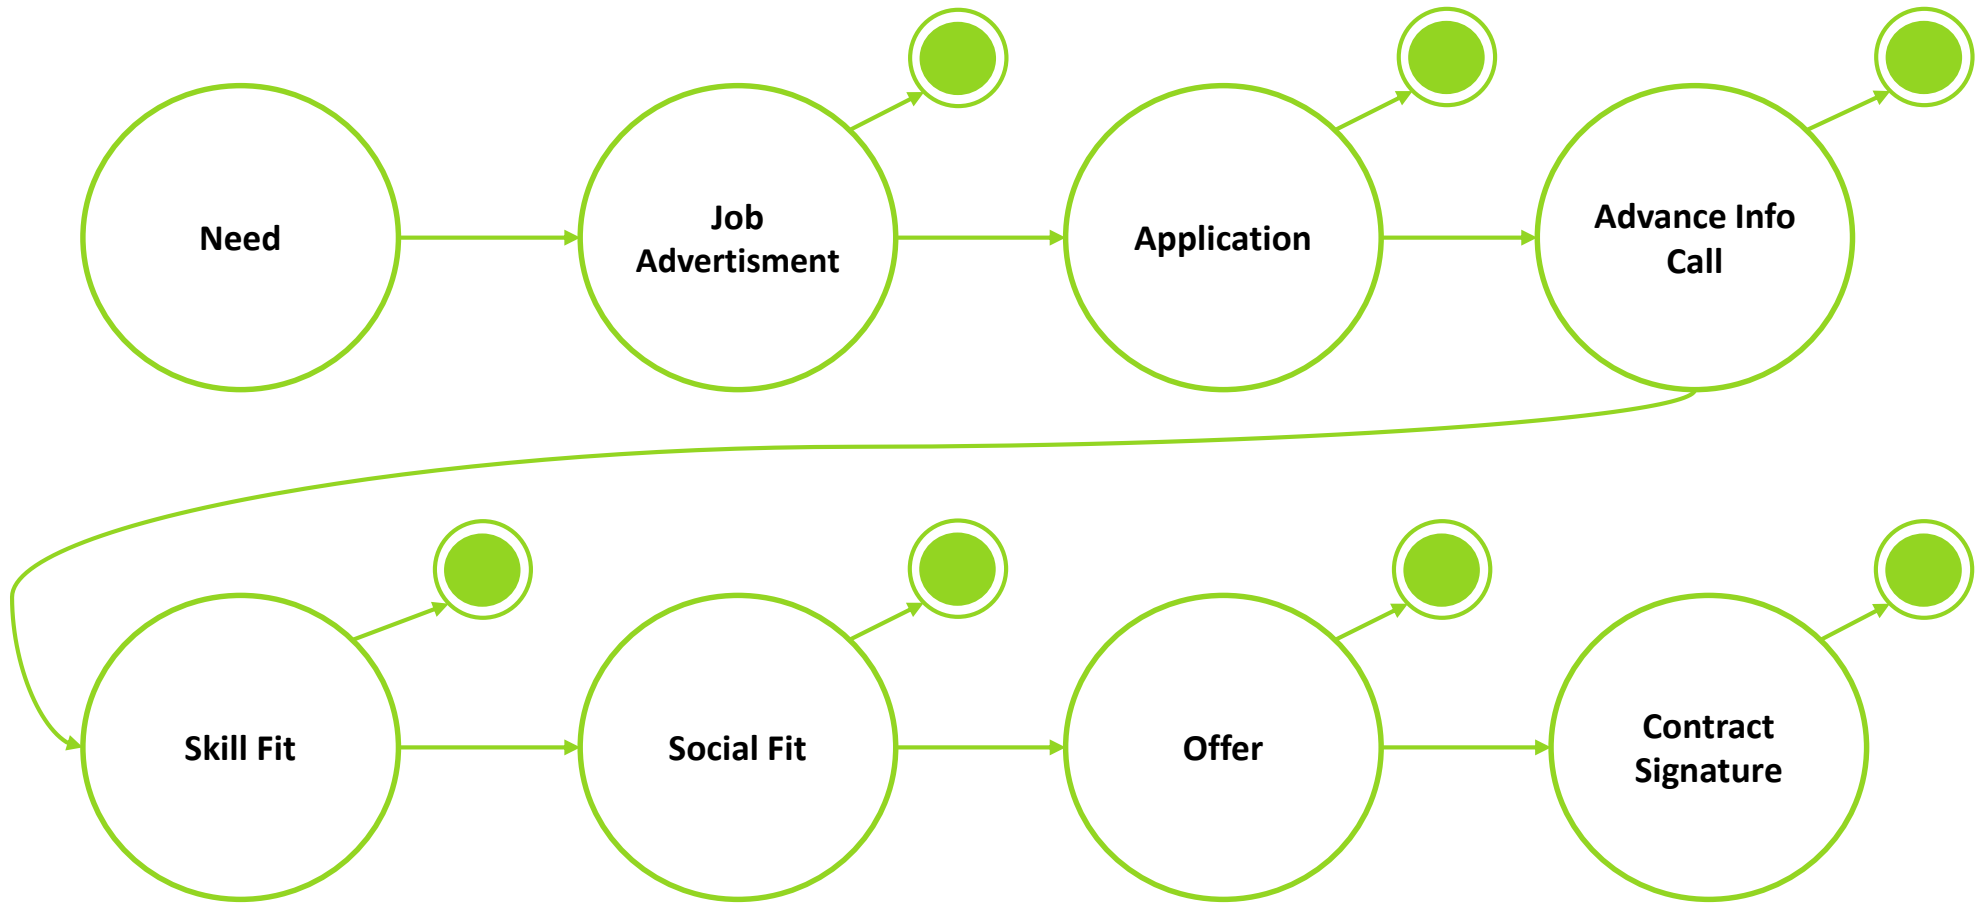 Need
Job
Advertisment
Application
Advance Info
Call
Skill Fit
Social Fit
Offer
Contract
Signature